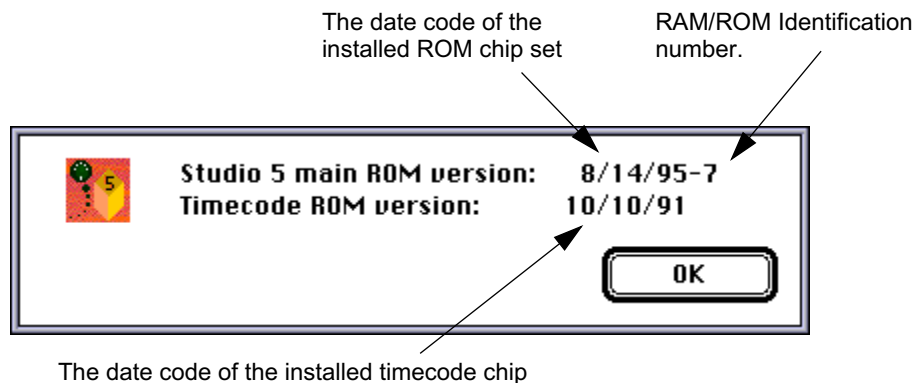 The date code of the
installed ROM chip set
RAM/ROM Identification
number.
5
Studio 5 main ROM version: 8/14/95-7
Timecode ROM version: 10/10/91
OK
The date code of the installed timecode chip